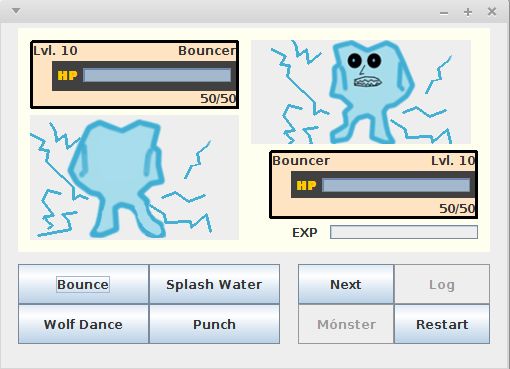 Lvl. 10 Bouncer
HP
50/50
Bouncer Lvl. 10
HP
50/50
EXP
Bounce Splash Water Next Log
Wolf Dance Punch Mónster Restart